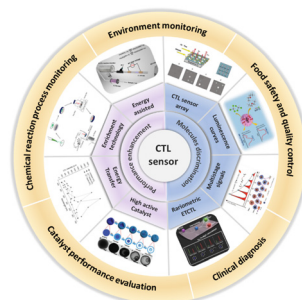 Environment monitoring
Food safety and quality control
Clinical diagnosis
Catalyst performance evaluation
Chemical reaction process monitoring
Energy assisted
CTL sensor array
Luminescence curves
Multistage signals
Ratiometric ETCTL
High active Catalyst
Energy Transfer
Enrichment technology
Performance enhancement
Molecules discrimination
CTL
sensor